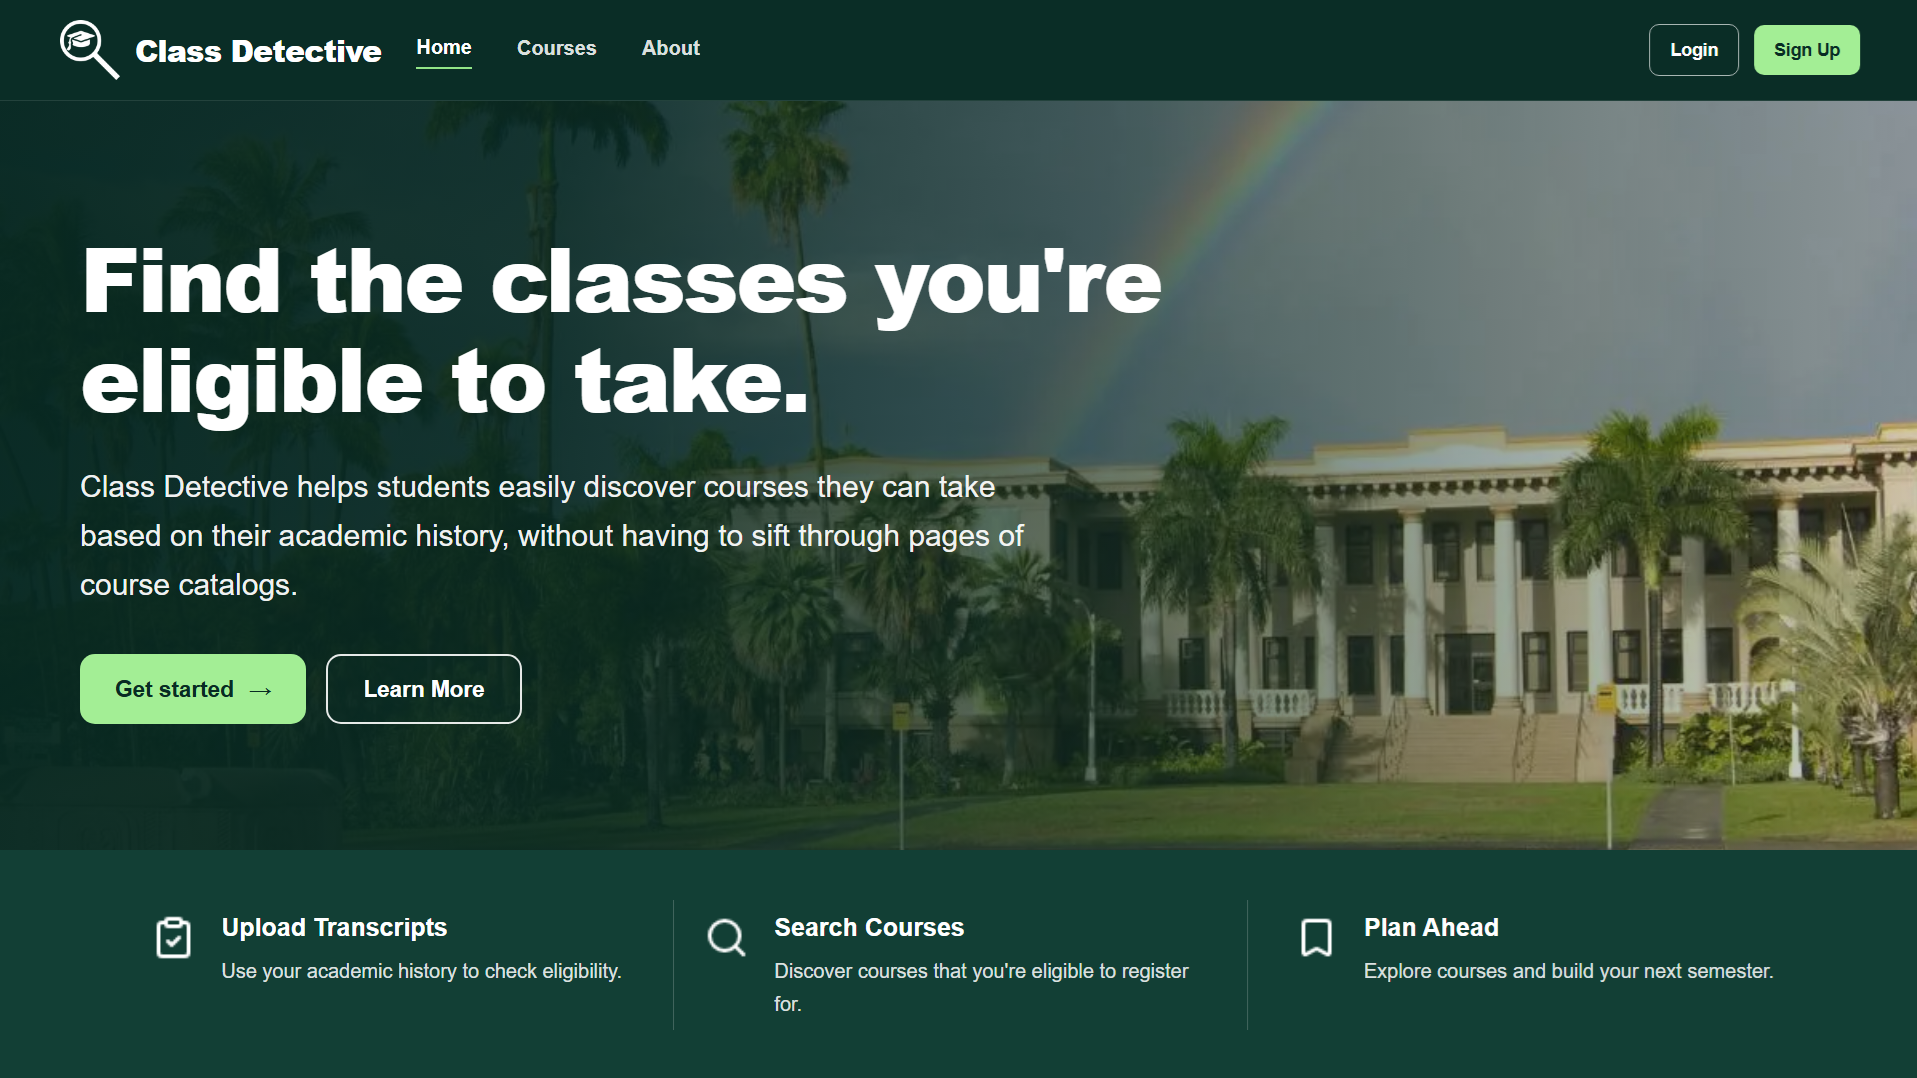 Class Detective
Home
Courses
About
Login
Sign Up
Find the classes you're
eligible to take.
Class Detective helps students easily discover courses they can take
based on their academic history, without having to sift through pages of
course catalogs.
Get started →
Learn More
Upload Transcripts
Use your academic history to check eligibility.
Search Courses
Discover courses that you're eligible to register
for.
Plan Ahead
Explore courses and build your next semester.